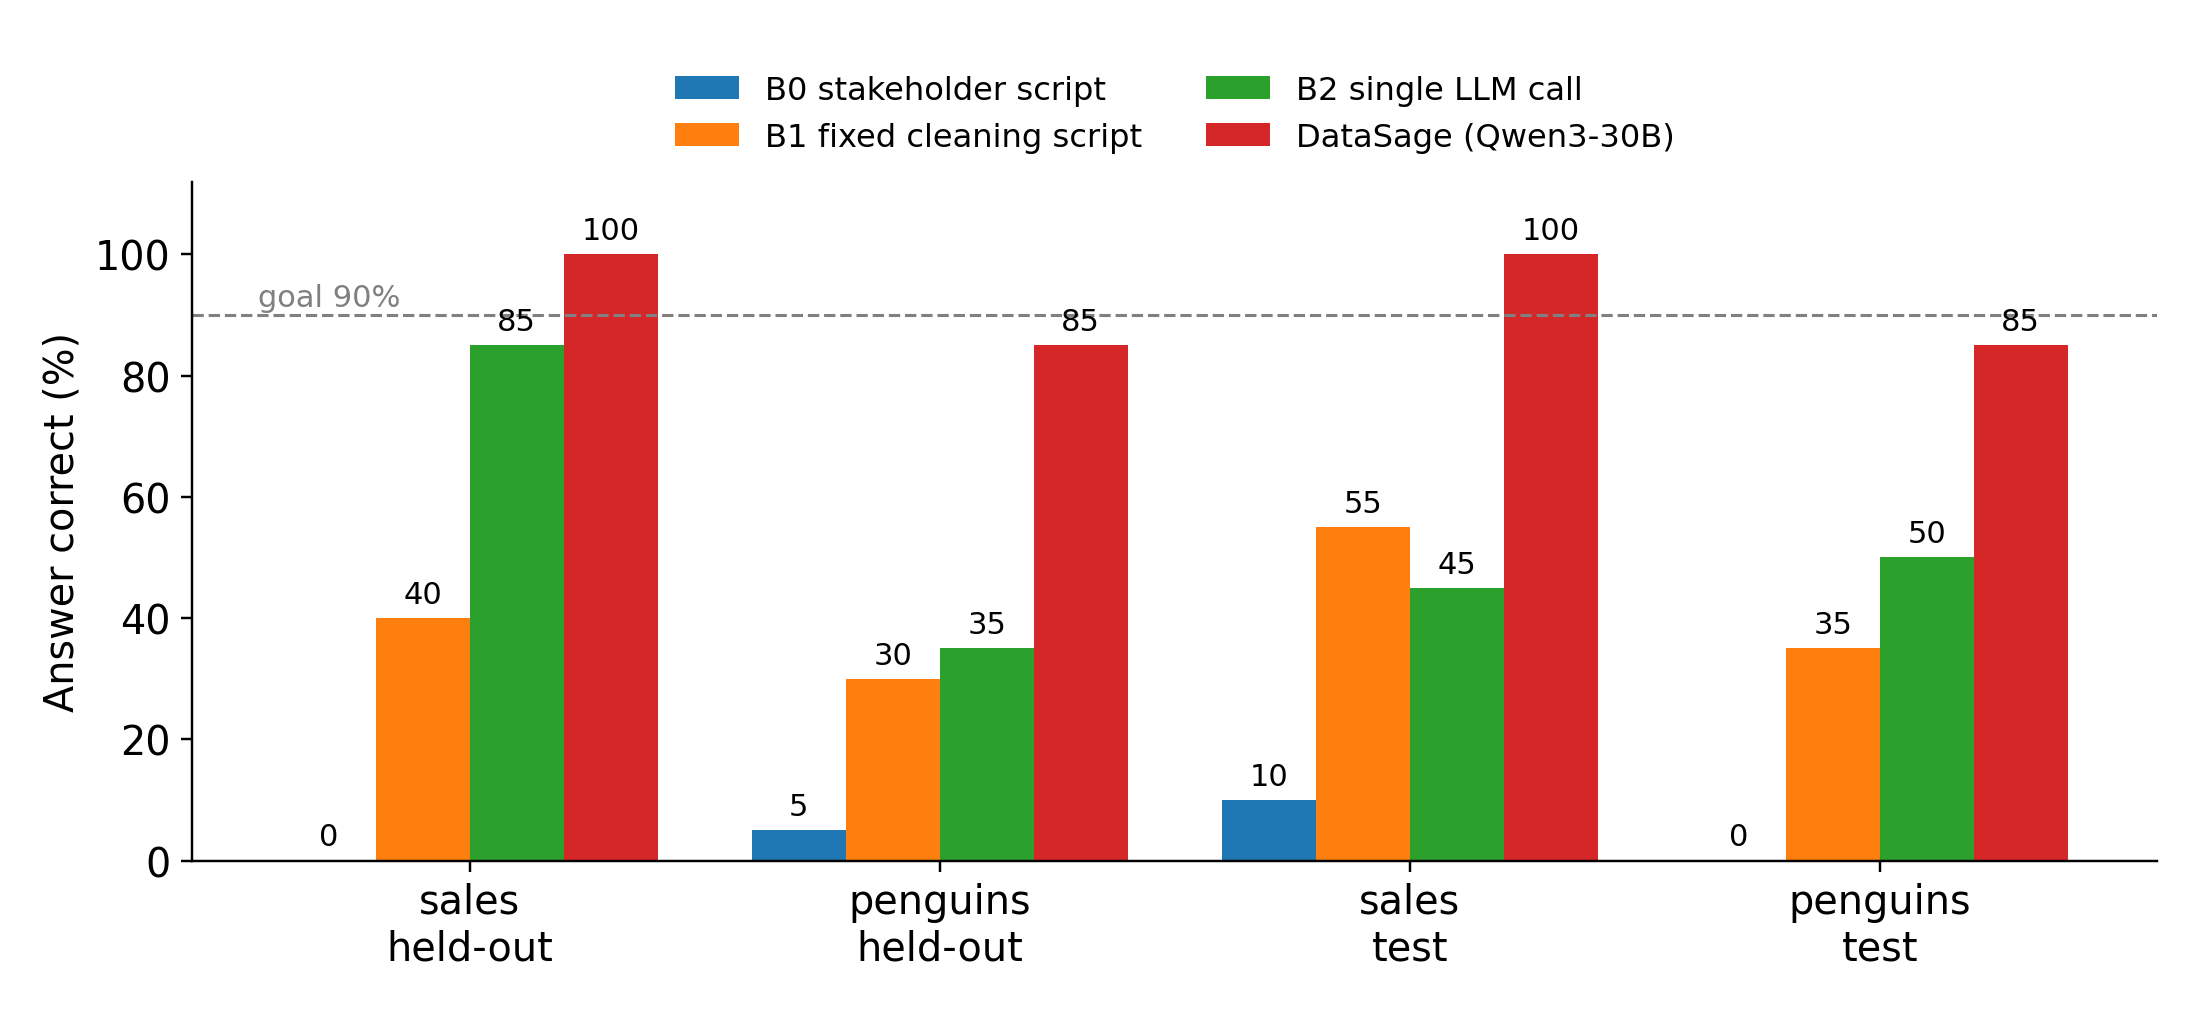 B0 stakeholder script
B1 fixed cleaning script
B2 single LLM call
DataSage (Qwen3-30B)
Answer correct (%)
100
80
60
40
20
0
goal 90%
0
40
85
100
5
30
35
85
10
55
45
100
0
35
50
85
sales
held-out
penguins
held-out
sales
test
penguins
test